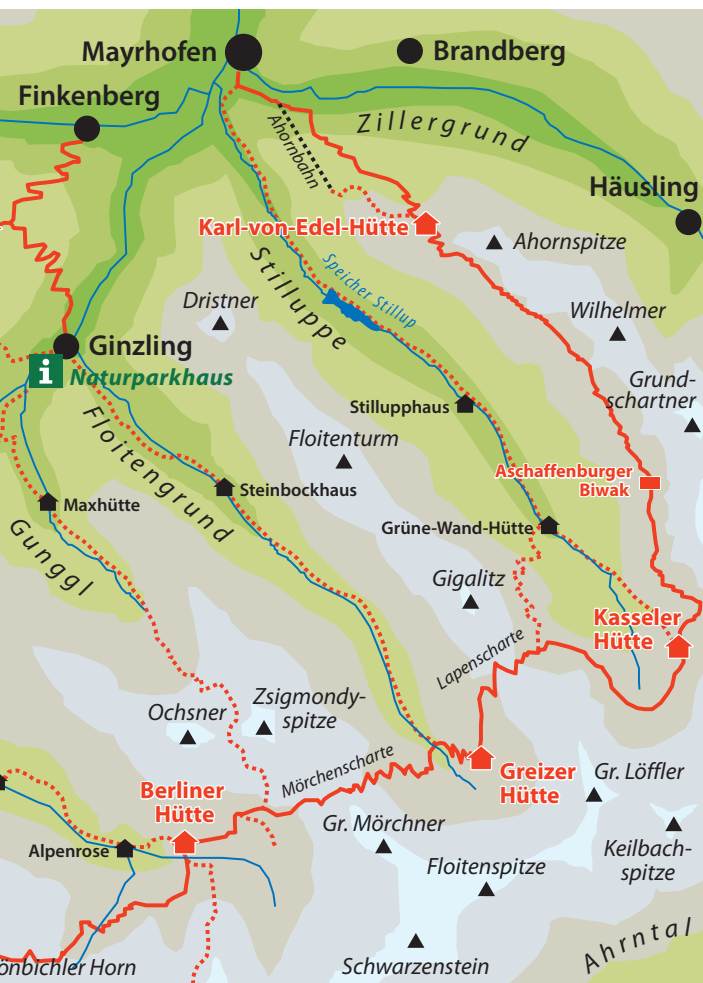 Mayrhofen
Brandberg
Finkenberg
Zillergrund
Ahornbahn
Häusling
Karl-von-Edel-Hütte
Ahornspitze
Stilluppe
Speicher Stillup
Dristner
Wilhelmer
Ginzling
i
Naturparkhaus
Grund-
schartner
Stillupphaus
Floitengrund
Floitenturm
Aschaffenburger
Biwak
Steinbockhaus
Maxhütte
Gunggl
Grüne-Wand-Hütte
Gigalitz
Kasseler
Hütte
Lapenscharte
Zsigmondy-
spitze
Ochsner
Mörchenscharte
Greizer
Hütte
Gr. Löffler
Berliner
Hütte
Gr. Mörchner
Alpenrose
Keilbach-
spitze
Floitenspitze
Ahrntal
önbichler Horn
Schwarzenstein